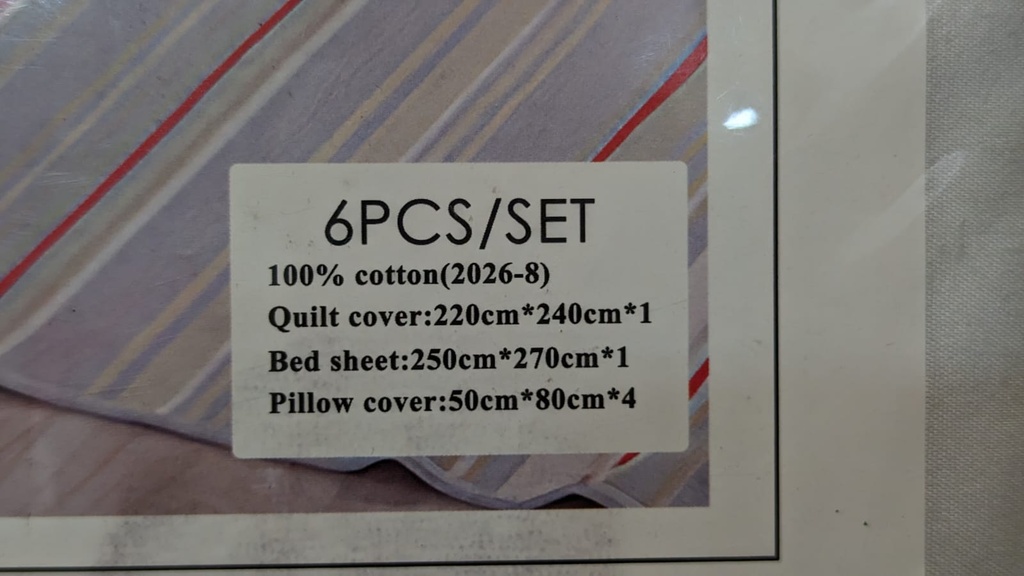 6PCS/SET
100% cotton(2026-8)
Quilt cover:220cm*240cm*1
Bed sheet:250cm*270cm*1
Pillow cover:50cm*80cm*4